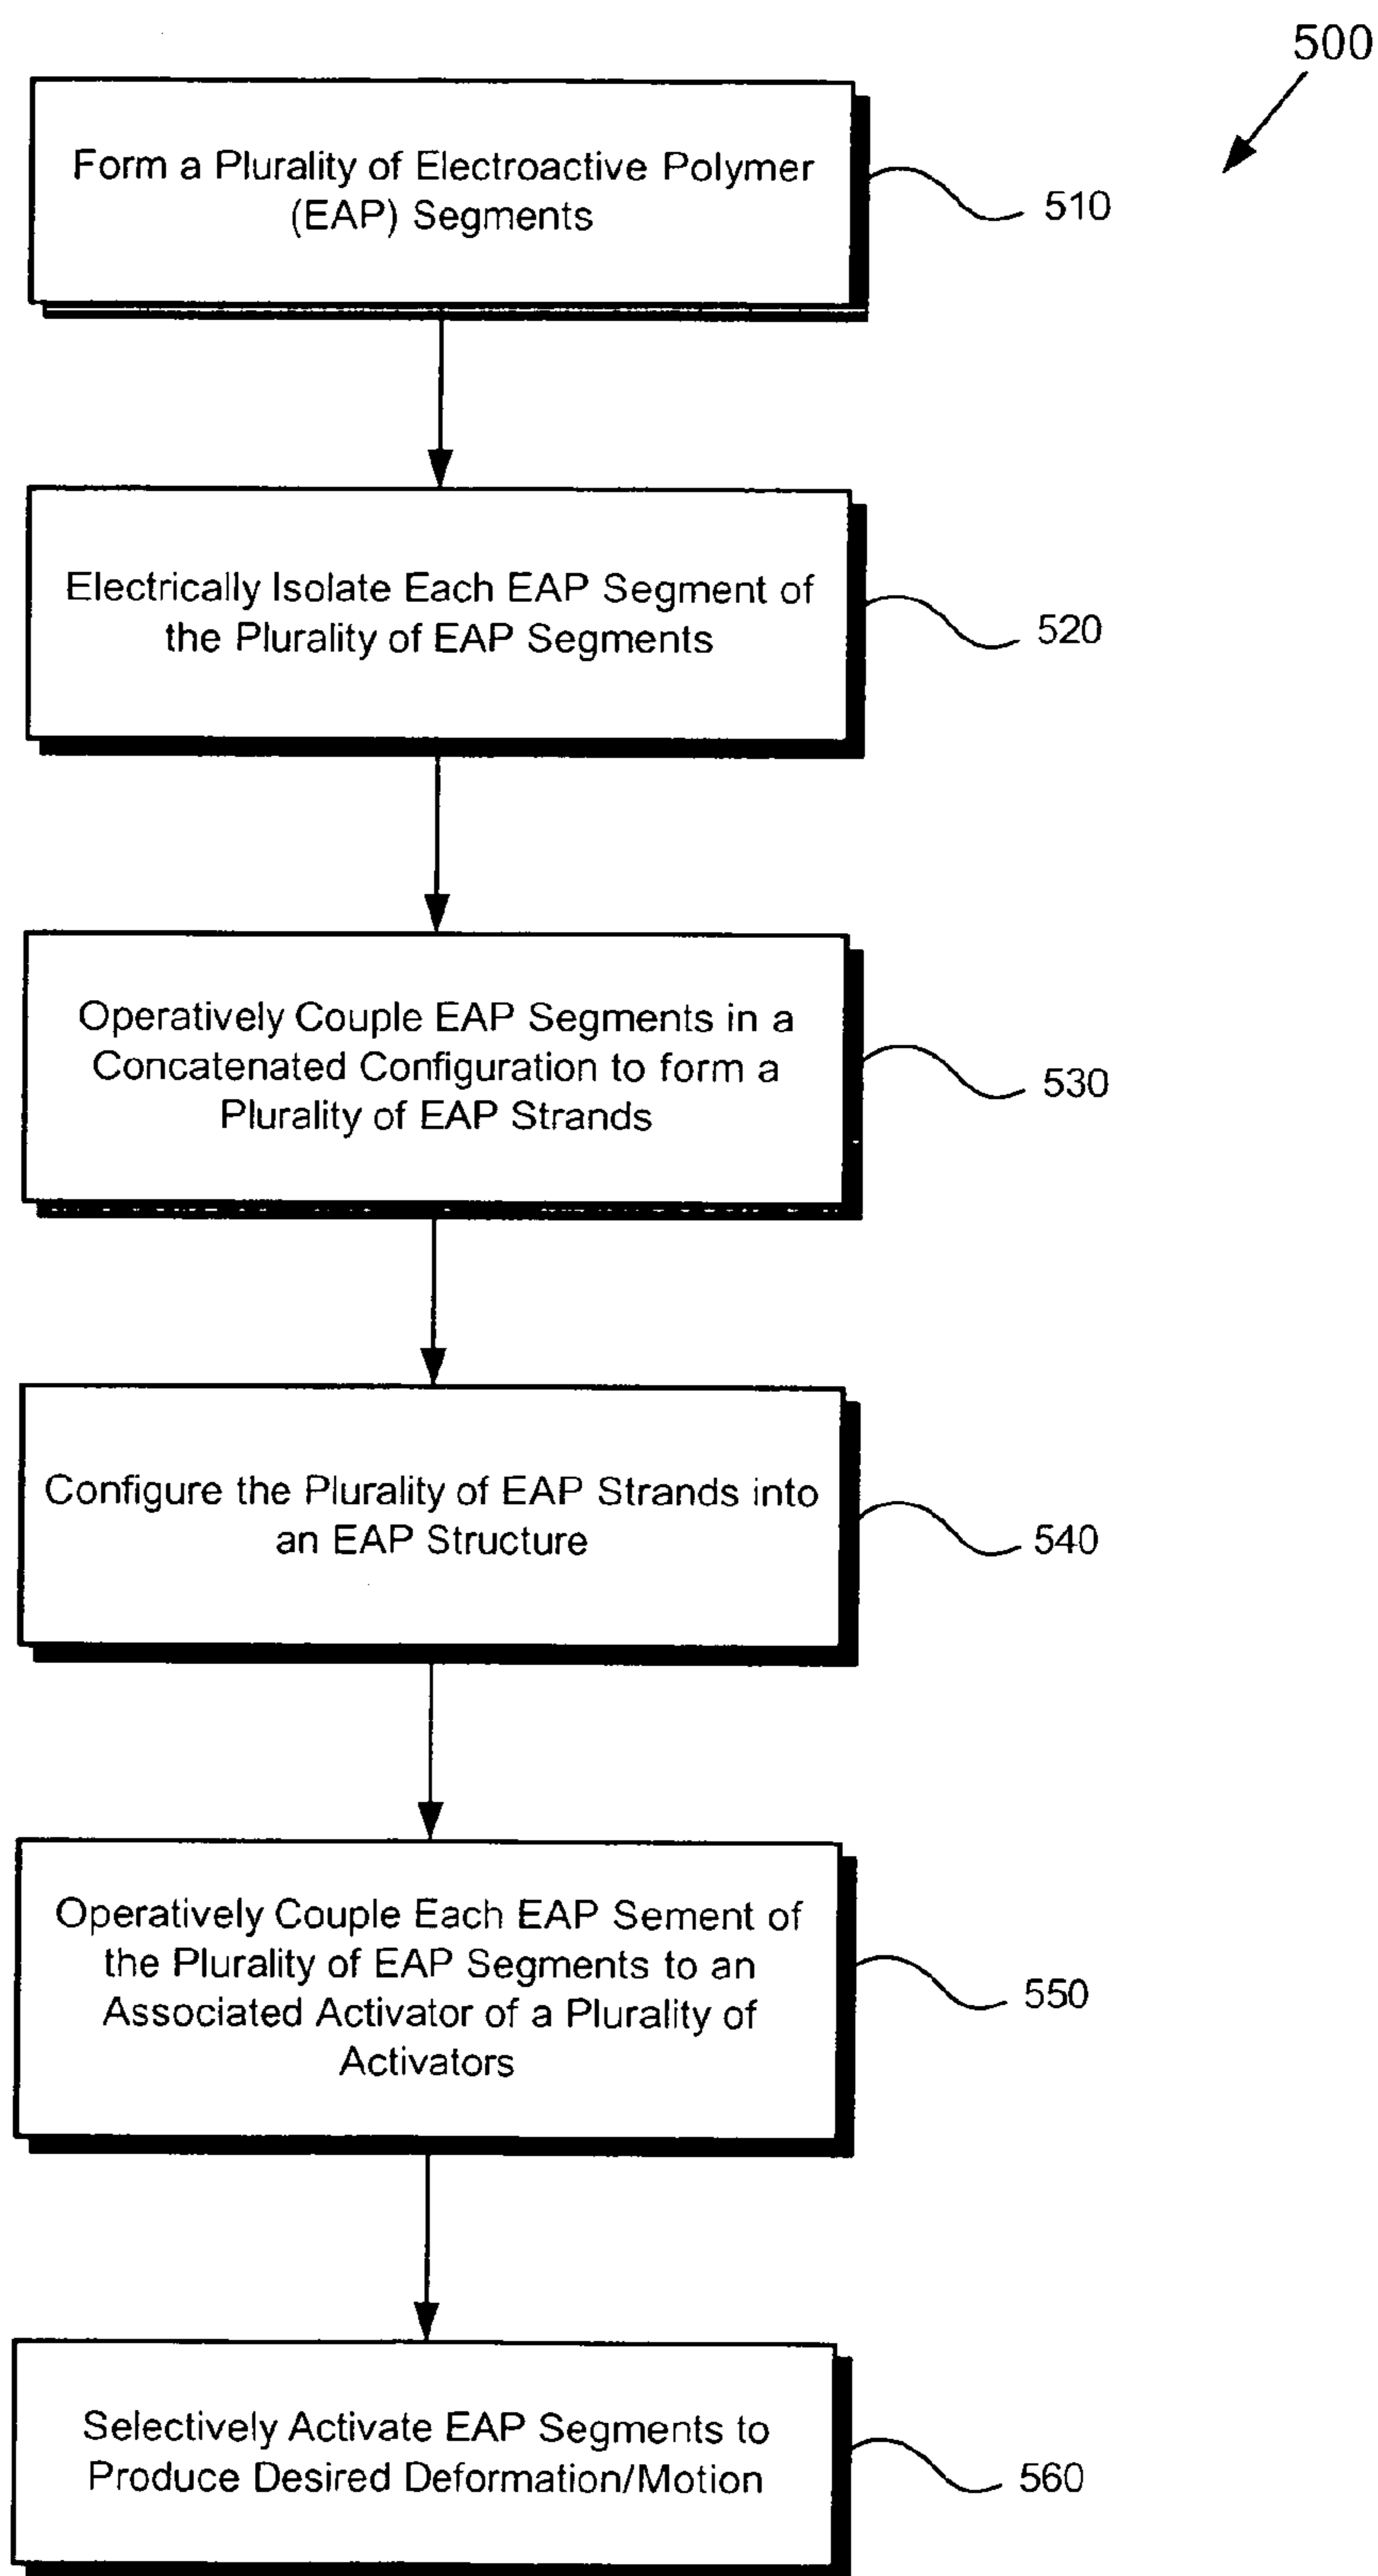 500
Form a Plurality of Electroactive Polymer
(EAP) Segments
510
Electrically Isolate Each EAP Segment of
the Plurality of EAP Segments
520
Operatively Couple EAP Segments in a
Concatenated Configuration to form a
Plurality of EAP Strands
530
Configure the Plurality of EAP Strands into
an EAP Structure
540
Operatively Couple Each EAP Sement of
the Plurality of EAP Segments to an
Associated Activator of a Plurality of
Activators
550
Selectively Activate EAP Segments to
Produce Desired Deformation/Motion
560